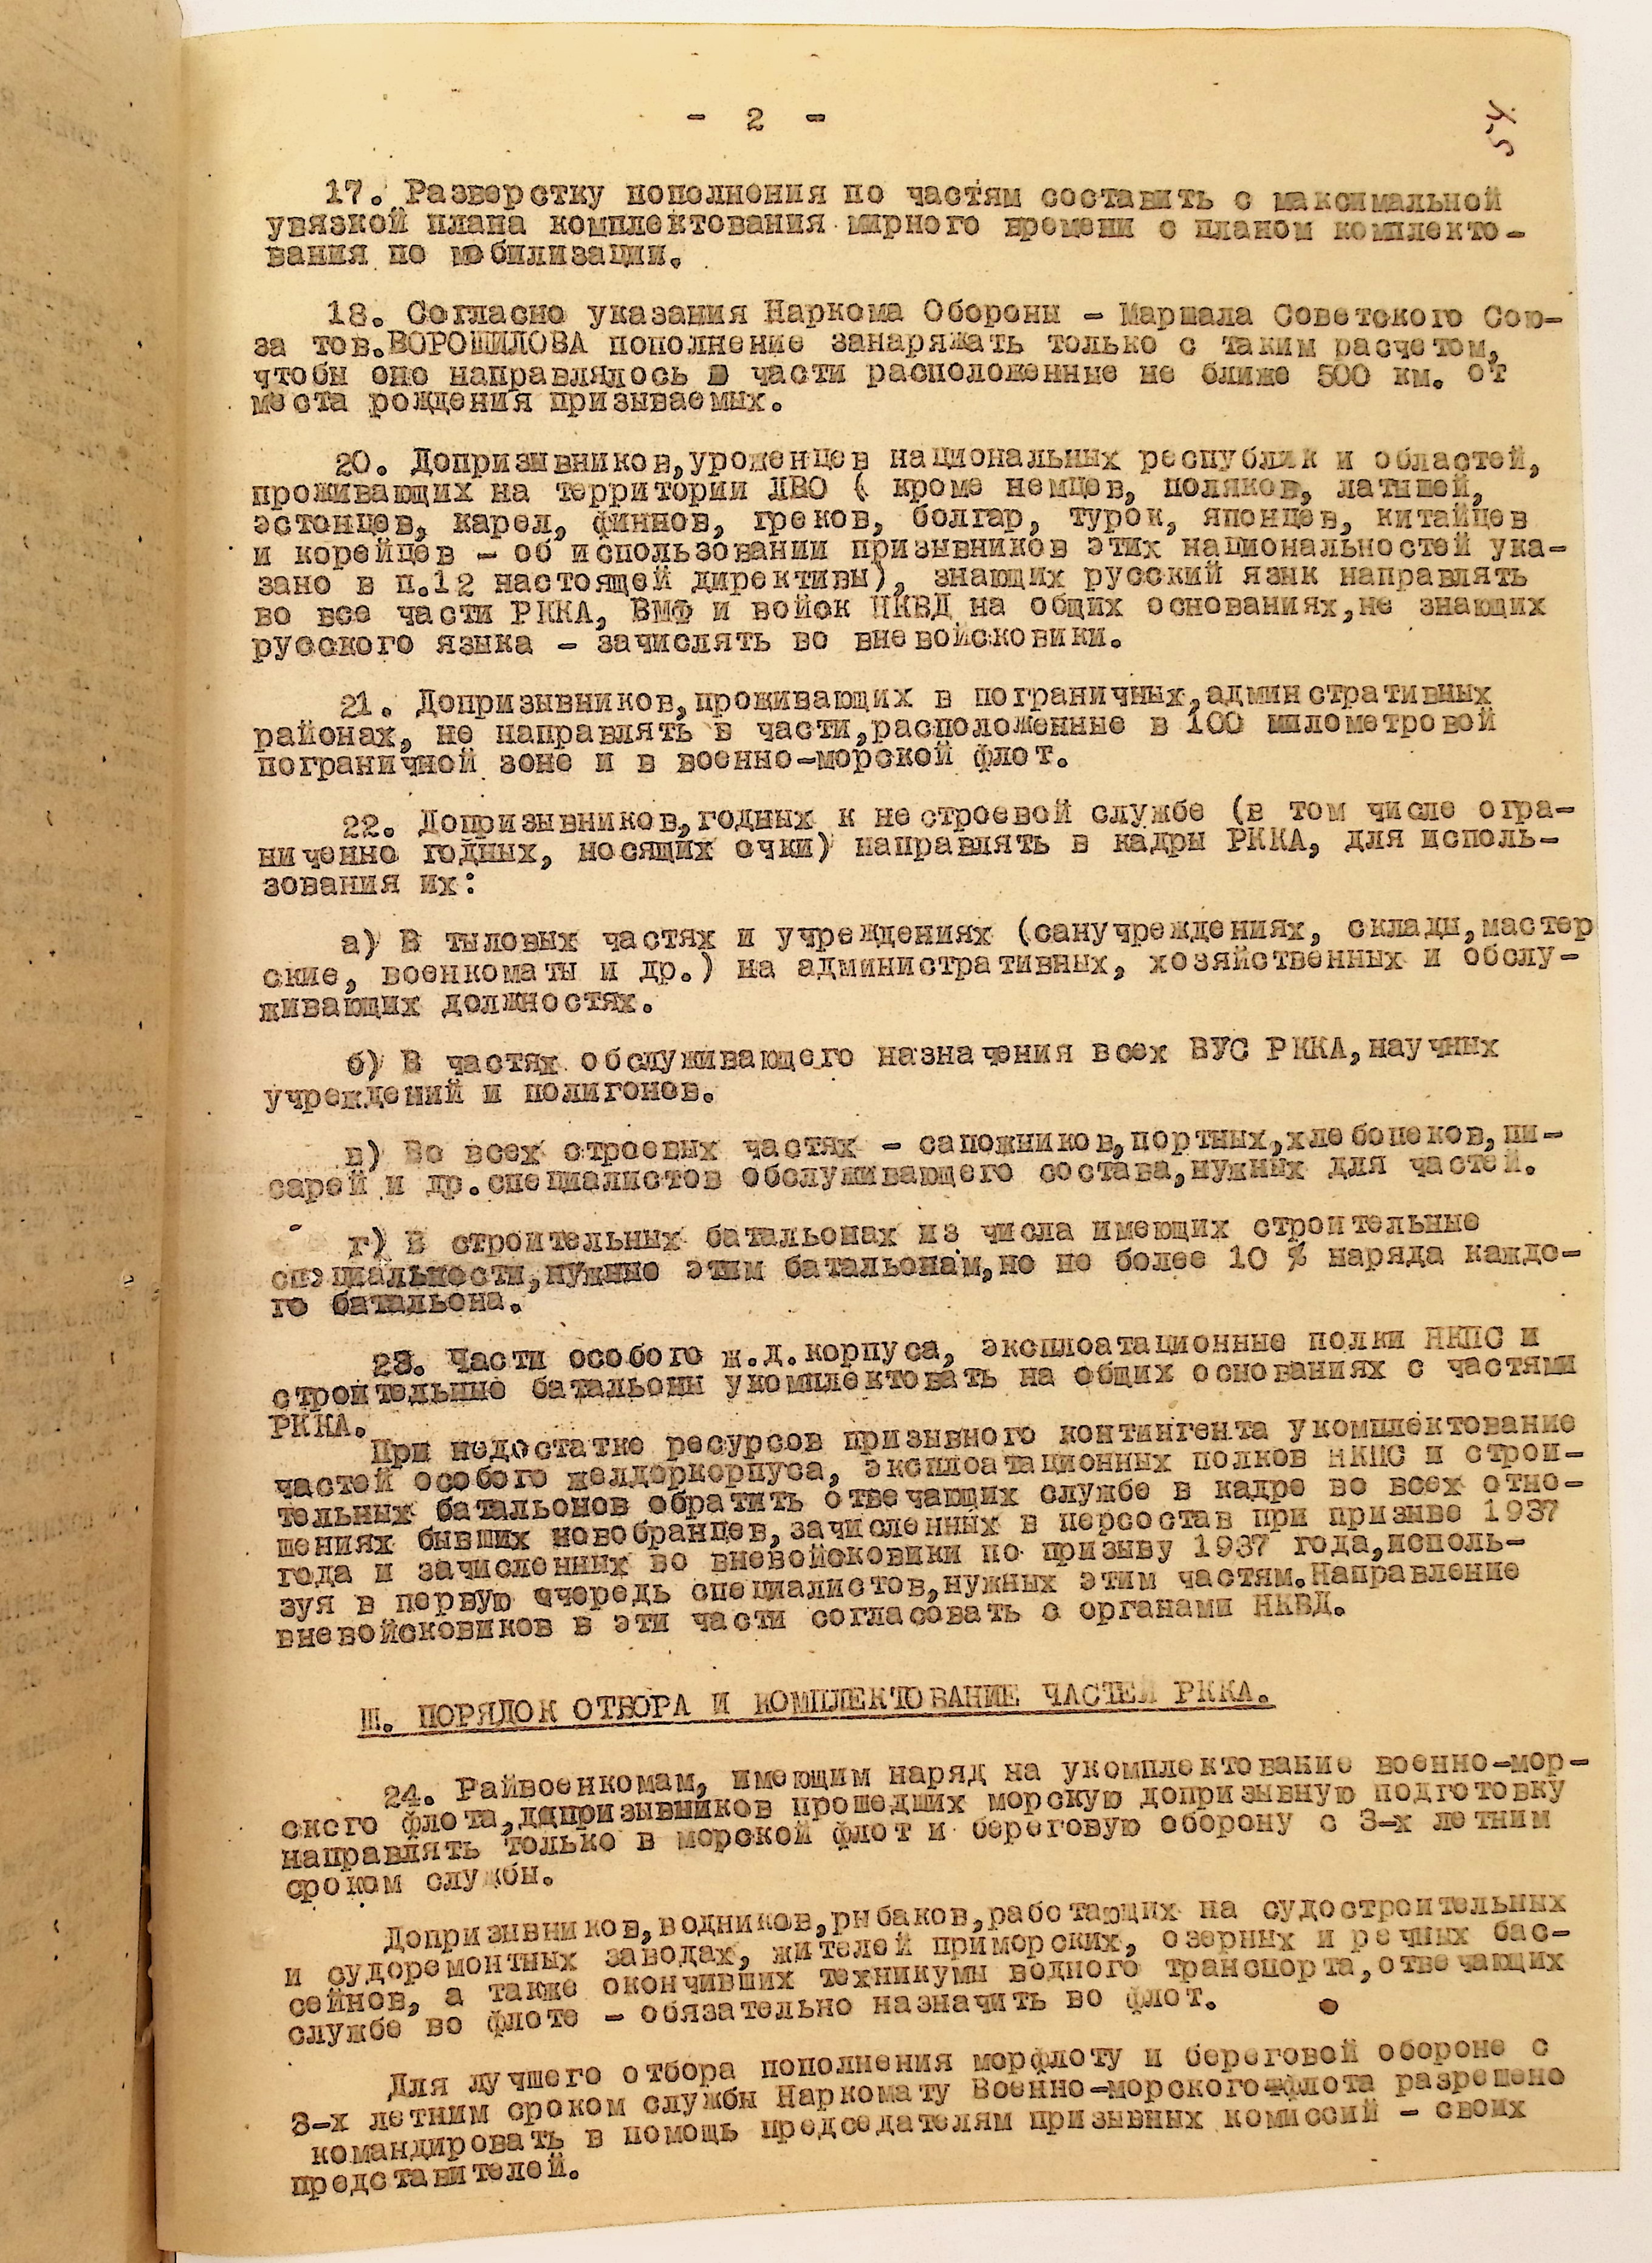 - 2 -
54.
17. Разверстку пополнения по частям составить с максимальной
увязкой плана комплектования мирного времени с планом комплекто-
вания по мобилизации.
18. Согласно указания Наркома Обороны - Маршала Советского Сою-
за тов.ВОРОШИЛОВА пополнение занаряжать только с таким расчетом,
чтобы оно направлялось в части расположенные не ближе 500 км. от
места рождения призываемых.
20. Допризывников,уроженцев национальных республик и областей,
проживающих на территории ДВО ( кроме немцев, поляков, латышей,
эстонцев, карел, финнов, греков, болгар, турок, японцев, китайцев
и корейцев - об использовании призывников этих национальностей ука-
зано в п.12 настоящей директивы), знающих русский язык направлять
во все части РККА, ВМФ и войск НКВД на общих основаниях,не знающих
русского языка - зачислять во вневойсковики.
21. Допризывников,проживающих в пограничных,админстративных
районах, не направлять в части,расположенные в 100 километровой
пограничной зоне и в военно-морской флот.
22. Допризывников,годных к нестроевой службе (в том числе огра-
ниченно годных, носящих очки) направлять в кадры РККА, для исполь-
зования их:
а) В тыловых частях и учреждениях (санучреждениях, склады,мастер
ские, военкоматы и др.) на административных, хозяйственных и обслу-
живающих должностях.
б) В частях обслуживающего назначения всех ВУС РККА,научных
учреждений и полигонов.
в) Во всех строевых частях - сапожников,портных,хлебопеков,пи-
сарей и др.специалистов обслуживающего состава,нужных для частей.
г) В строительных батальонах из числа имеющих строительные
специальности,нужные этим батальонам,но не более 10 % наряда каждо-
го батальона.
23. Части особого ж.д.корпуса, эксплоатационные полки НКПС и
строительные батальоны укомплектовать на общих основаниях с частями
РККА.
При недостатке ресурсов призывного контингента укомплектование
частей особого желдоркорпуса, эксплоатационных полков НКПС и строи-
тельных батальонов обратить отвечающих службе в кадре во всех отно-
шениях бывших новобранцев,зачисленных в персостав при призыве 1937
года и зачисленных во вневойсковики по призыву 1937 года,исполь-
зуя в первую очередь специалистов,нужных этим частям.Направление
вневойсковиков в эти части согласовать с органами НКВД.
III. ПОРЯДОК ОТБОРА И КОМПЛЕКТОВАНИЕ ЧАСТЕЙ РККА.
24. Райвоенкомам, имеющим наряд на укомплектование военно-мор-
ского флота,допризывников прошедших морскую допризывную подготовку
направлять только в морской флот и береговую оборону с 3-х летним
сроком службы.
Допризывников,водников,рыбаков,работающих на судостроительных
и судоремонтных заводах, жителей приморских, озерных и речных бас-
сейнов, а также окончивших техникумы водного транспорта,отвечающих
службе во флоте - обязательно назначить во флот.
Для лучшего отбора пополнения морфлоту и береговой обороне с
3-х летним сроком службы Наркомату Военно-морского флота разрешено
командировать в помощь председателям призывных комиссий - своих
представителей.